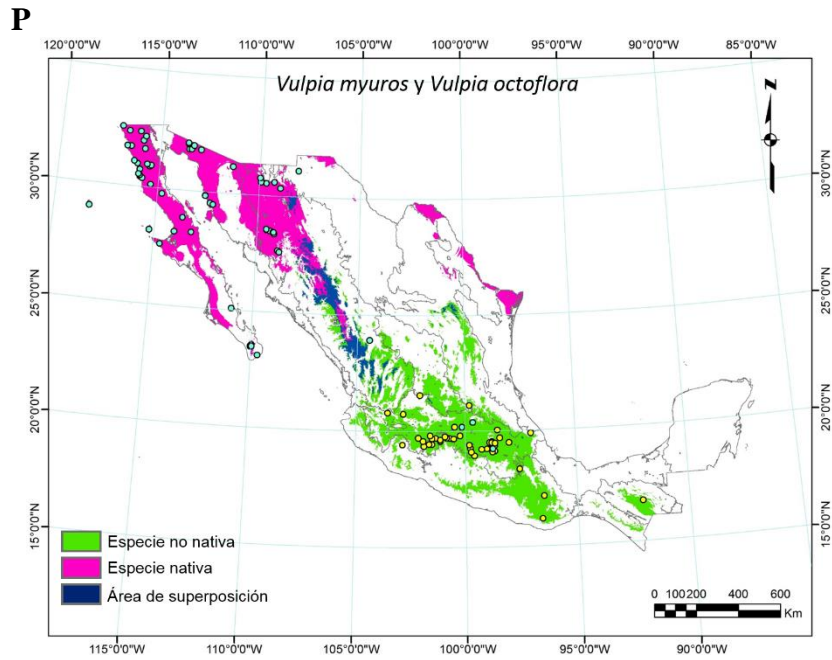 P
120°0'0"W 115°0'0"W 110°0'0"W 105°0'0"W 100°0'0"W 95°0'0"W 90°0'0"W 85°0'0"W
Vulpia myuros y Vulpia octoflora
N
30°0'0"N 30°0'0"N
25°0'0"N 25°0'0"N
20°0'0"N 20°0'0"N
15°0'0"N 15°0'0"N
Especie no nativa
Especie nativa
Área de superposición
0 100 200 400 600
Km
115°0'0"W 110°0'0"W 105°0'0"W 100°0'0"W 95°0'0"W 90°0'0"W